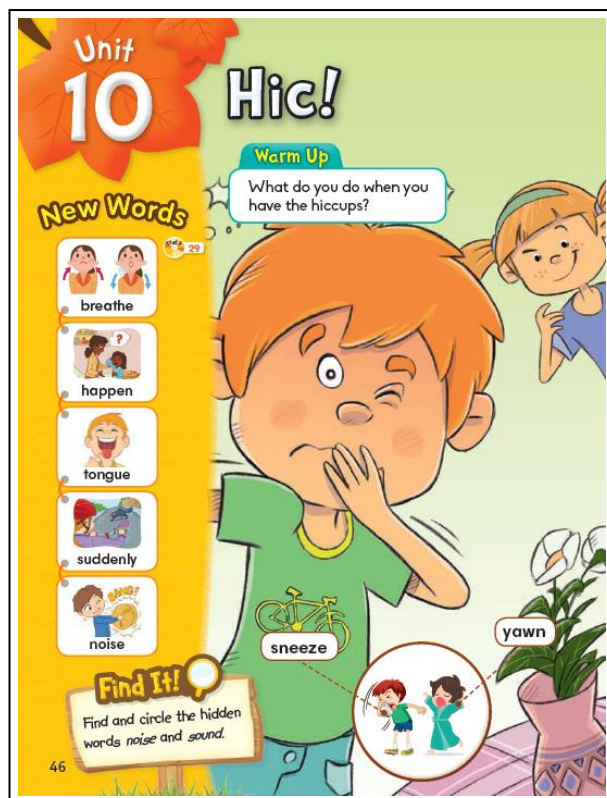 Unit
10
Hic!
Warm Up
What do you do when you
have the hiccups?
New Words
29
breathe
?
happen
tongue
suddenly
BANG!
noise
sneeze
yawn
Find It!
Find and circle the hidden
words noise and sound.
46